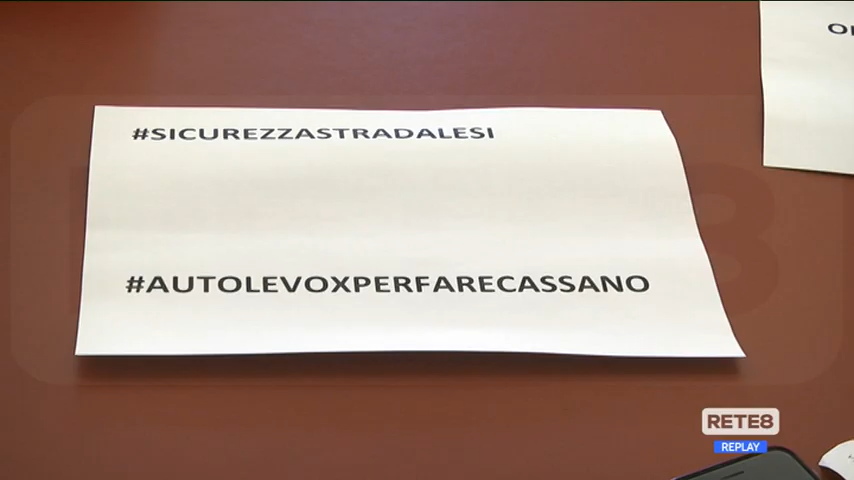 #SICUREZZASTRADALESI
#AUTOLEVOXPERFARECASSANO
RETE8
REPLAY